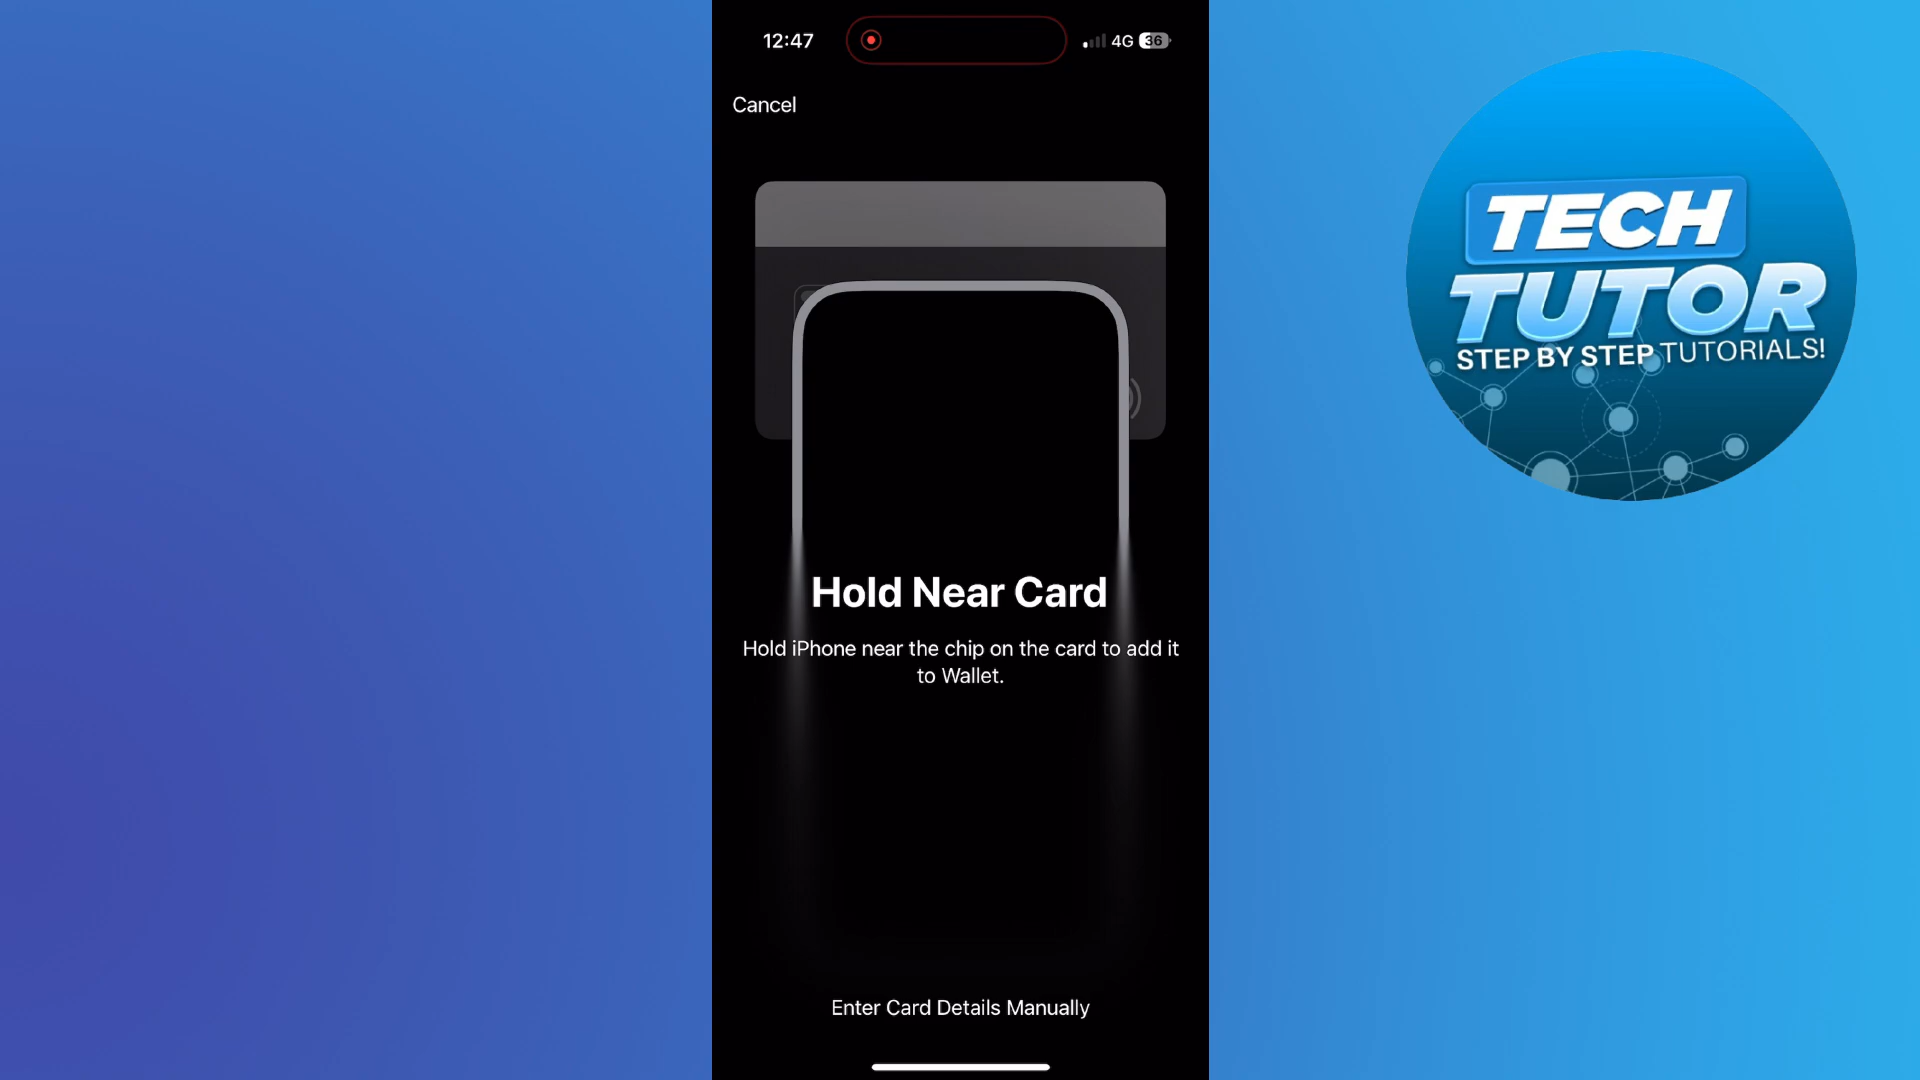 12:47
4G 36
Cancel
Hold Near Card
Hold iPhone near the chip on the card to add it
to Wallet.
Enter Card Details Manually
TECH
TUTOR
STEP BY STEP TUTORIALS!